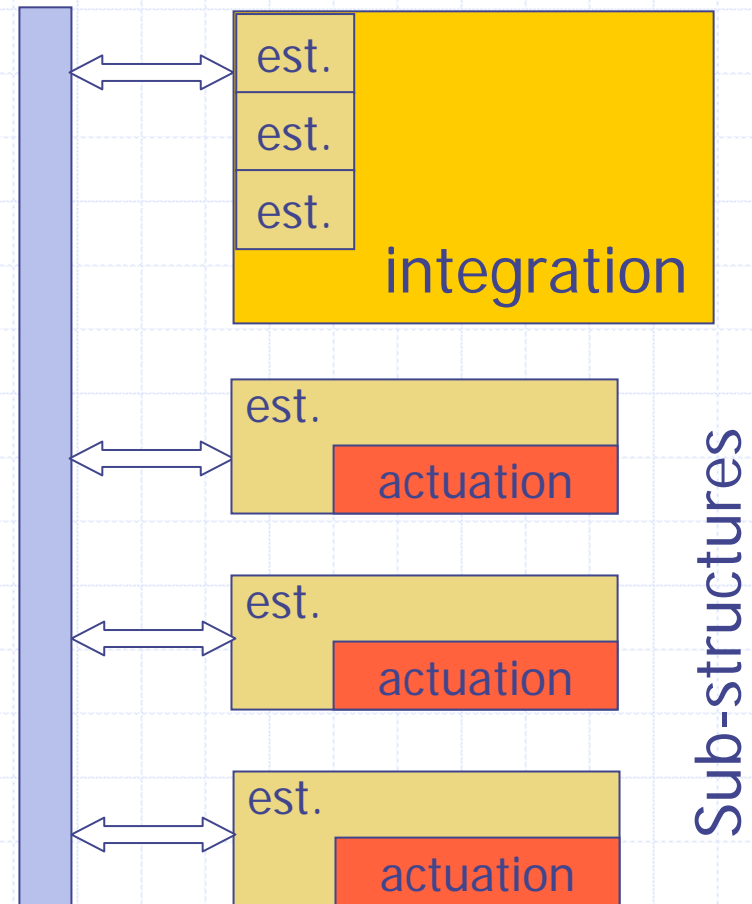 est.
est.
est.
integration
est.
actuation
est.
actuation
est.
actuation
Sub-structures